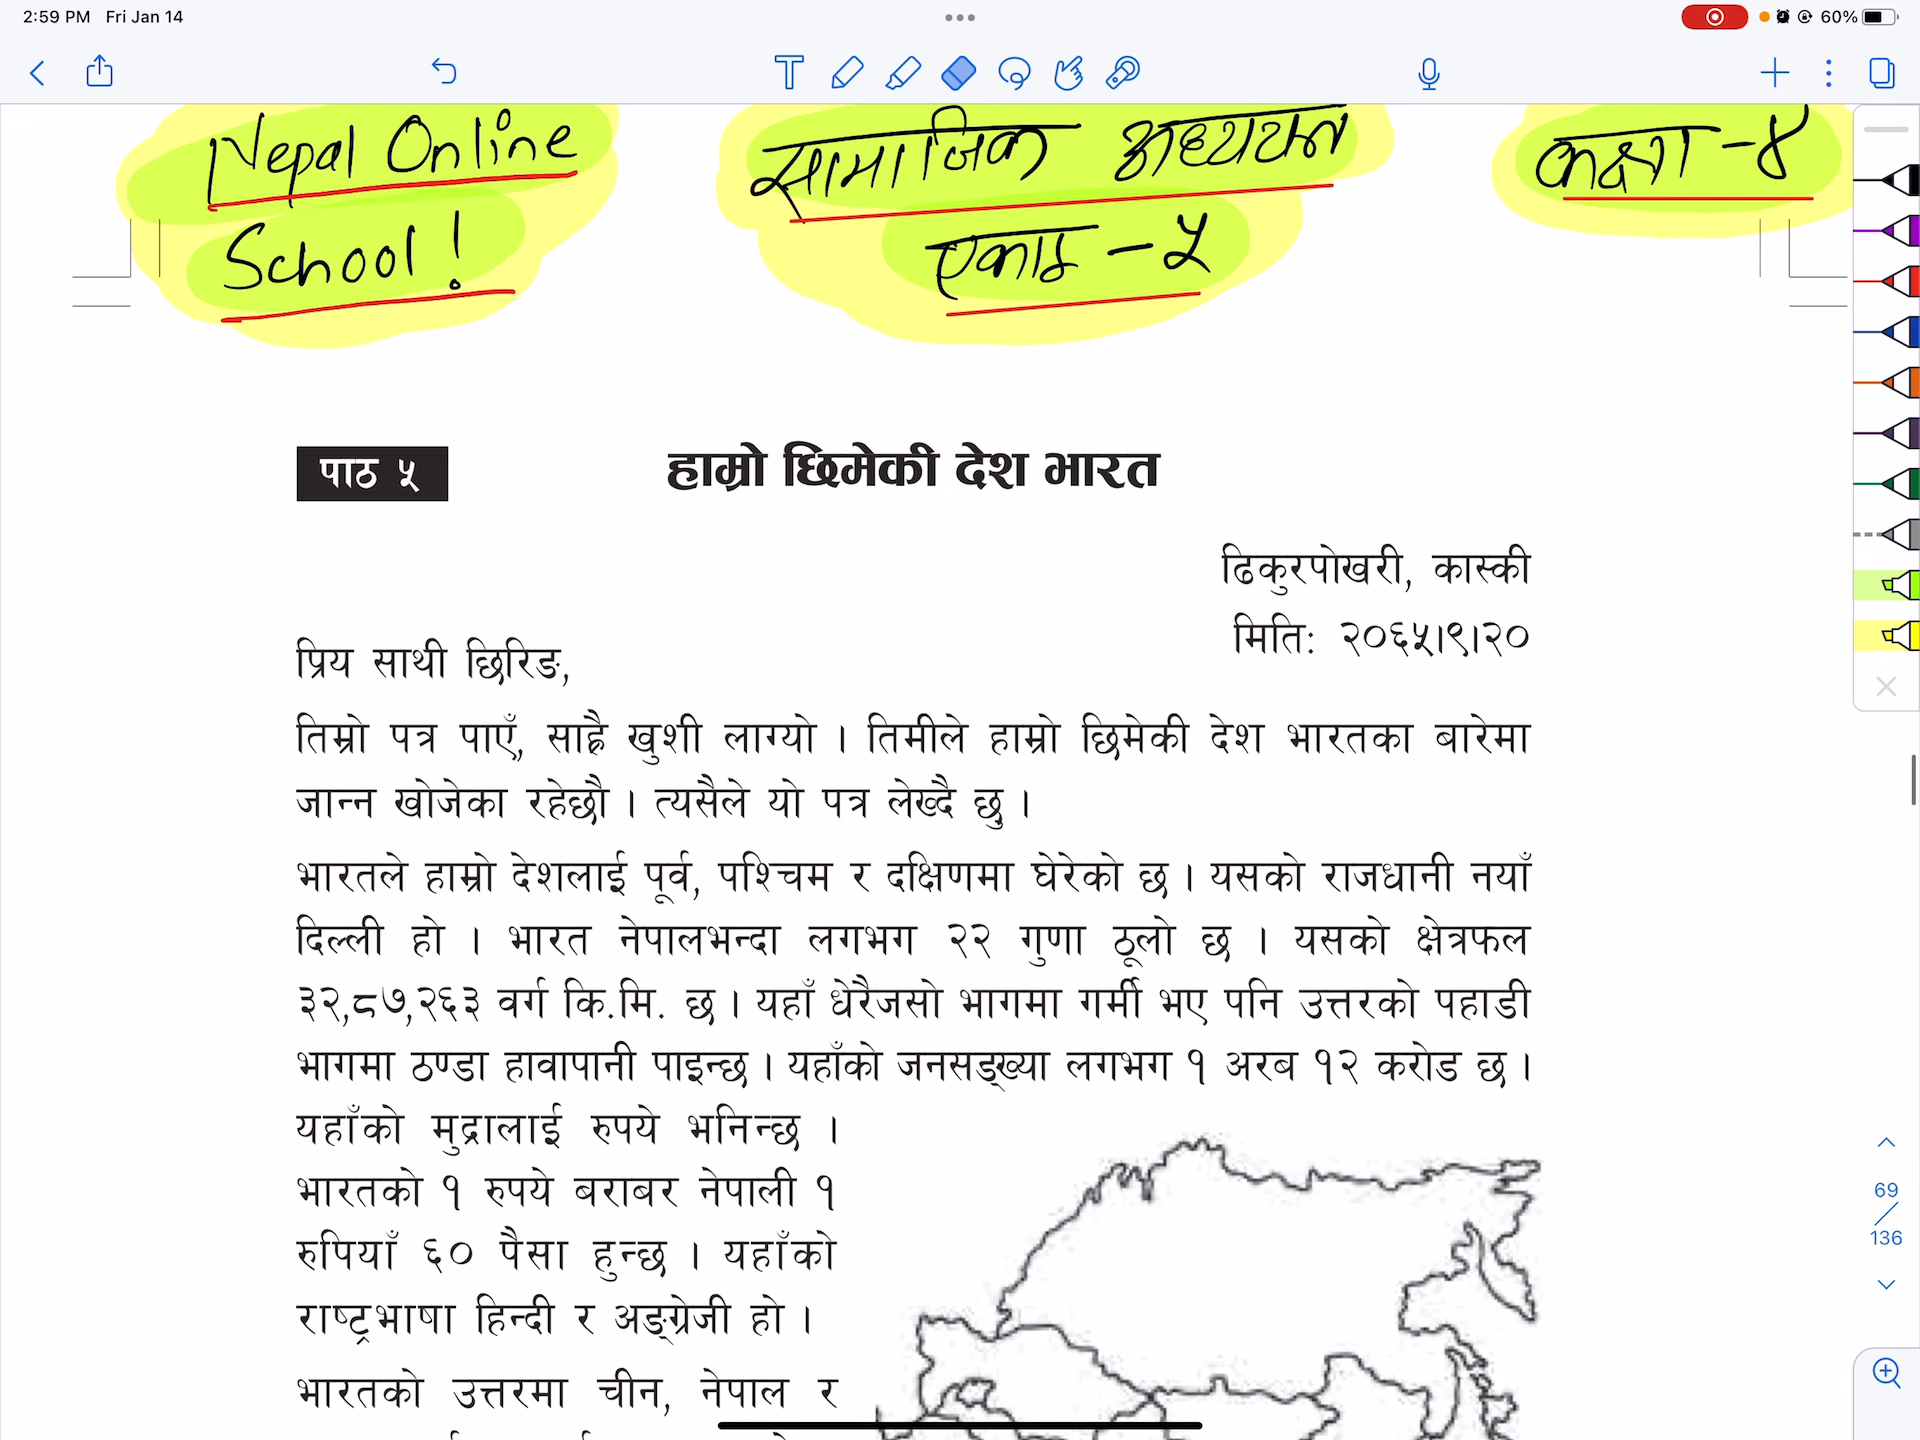 2:59 PM Fri Jan 14
60%
Nepal Online
School!
सामाजिक अध्ययन
एकाइ - ५
कक्षा - ४
पाठ ५
हाम्रो छिमेकी देश भारत
ढिकुरपोखरी, कास्की
मितिः २०६५।९।२०
प्रिय साथी छिरिङ,
तिम्रो पत्र पाएँ, साह्रै खुशी लाग्यो । तिमीले हाम्रो छिमेकी देश भारतका बारेमा
जान्न खोजेका रहेछौ । त्यसैले यो पत्र लेख्दै छु ।
भारतले हाम्रो देशलाई पूर्व, पश्चिम र दक्षिणमा घेरेको छ । यसको राजधानी नयाँ
दिल्ली हो । भारत नेपालभन्दा लगभग २२ गुणा ठूलो छ । यसको क्षेत्रफल
३२,८७,२६३ वर्ग कि.मि. छ । यहाँ धेरैजसो भागमा गर्मी भए पनि उत्तरको पहाडी
भागमा ठण्डा हावापानी पाइन्छ । यहाँको जनसङ्ख्या लगभग १ अरब १२ करोड छ ।
यहाँको मुद्रालाई रुपये भनिन्छ ।
भारतको १ रुपये बराबर नेपाली १
रुपियाँ ६० पैसा हुन्छ । यहाँको
राष्ट्रभाषा हिन्दी र अङ्ग्रेजी हो ।
भारतको उत्तरमा चीन, नेपाल र
69
136